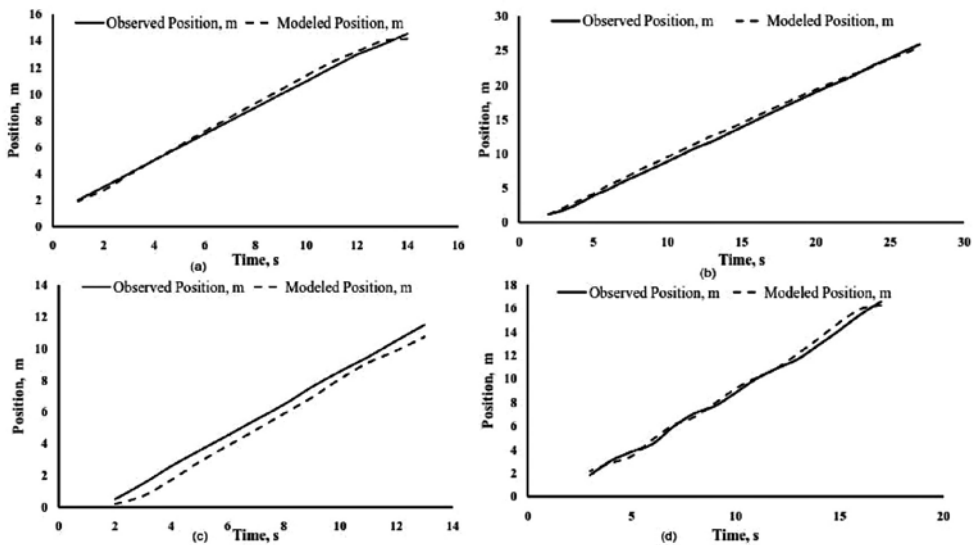 Observed Position, m Modeled Position, m
Position, m
16
14
12
10
8
6
4
2
0
0 2 4 6 8 10 12 14 16
Time, s
(a)
Observed Position, m Modeled Position, m
Position, m
30
25
20
15
10
5
0
0 5 10 15 20 25 30
Time, s
(b)
Observed Position, m Modeled Position, m
Position, m
14
12
10
8
6
4
2
0
0 2 4 6 8 10 12 14
Time, s
(c)
Observed Position, m Modeled Position, m
Position, m
18
16
14
12
10
8
6
4
2
0
0 5 10 15 20
Time, s
(d)